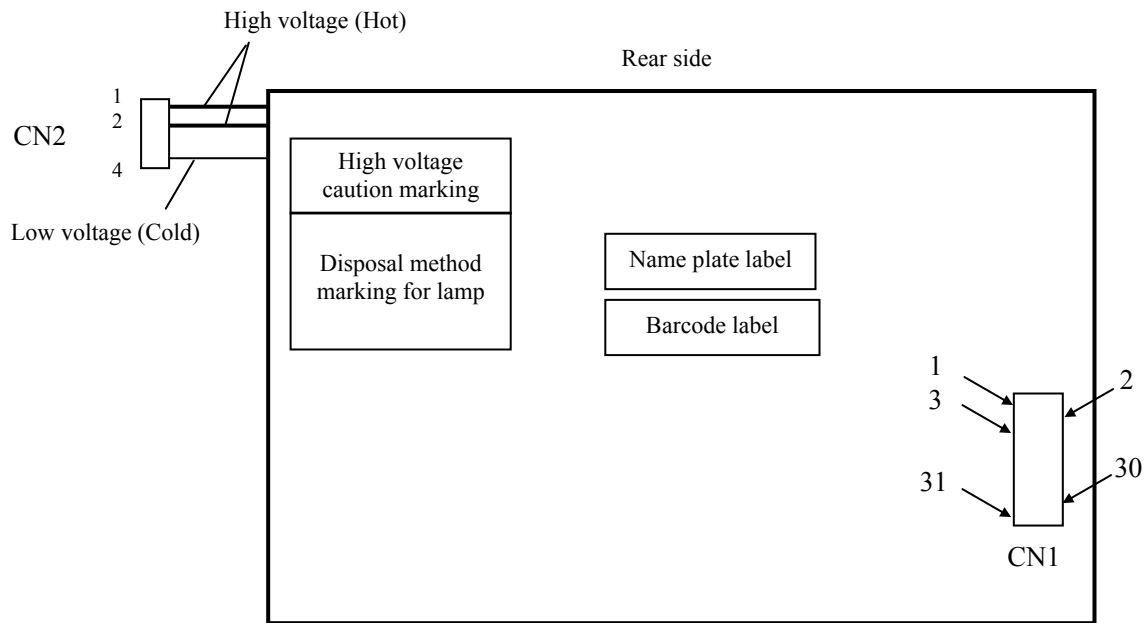 High voltage (Hot)
Rear side
1
2
CN2
4
High voltage
caution marking
Low voltage (Cold)
Disposal method
marking for lamp
Name plate label
Barcode label
1
2
3
31
30
CN1